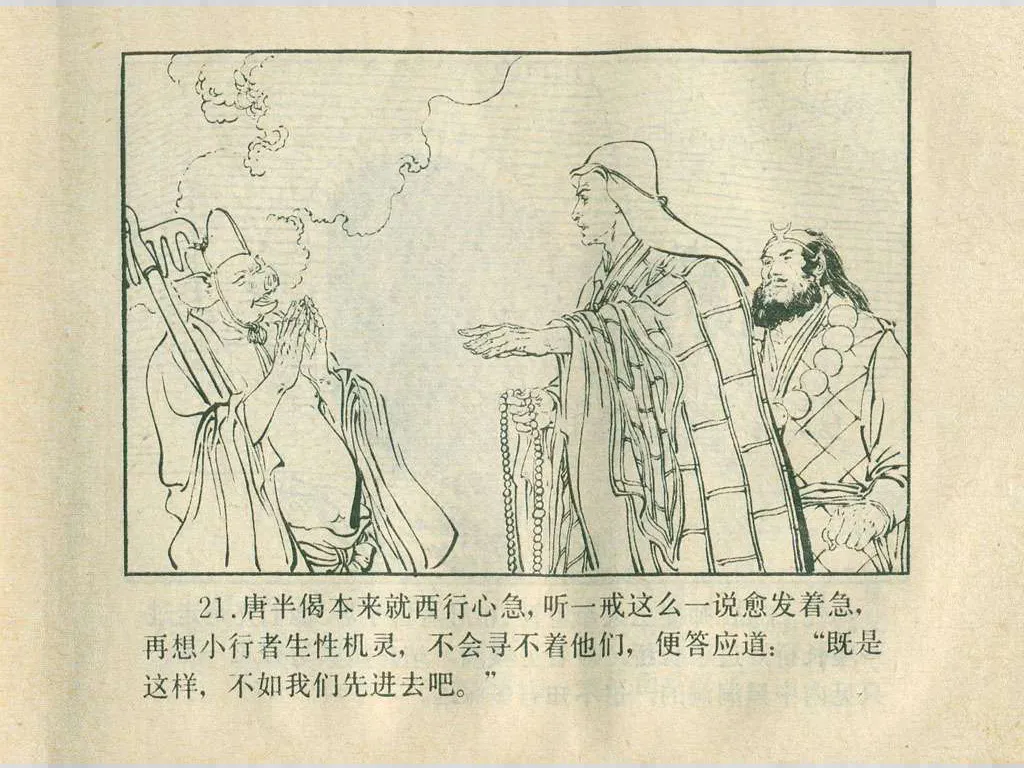 21.唐半偈本来就西行心急,听一戒这么一说愈发着急,
再想小行者生性机灵,不会寻不着他们,便答应道:“既是
这样,不如我们先进去吧。”